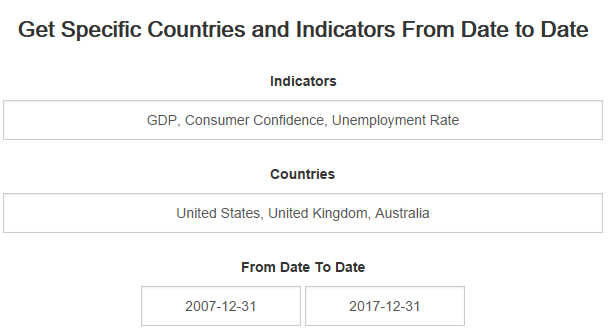 Get Specific Countries and Indicators From Date to Date
Indicators
GDP, Consumer Confidence, Unemployment Rate
Countries
United States, United Kingdom, Australia
From Date To Date
2007-12-31 2017-12-31